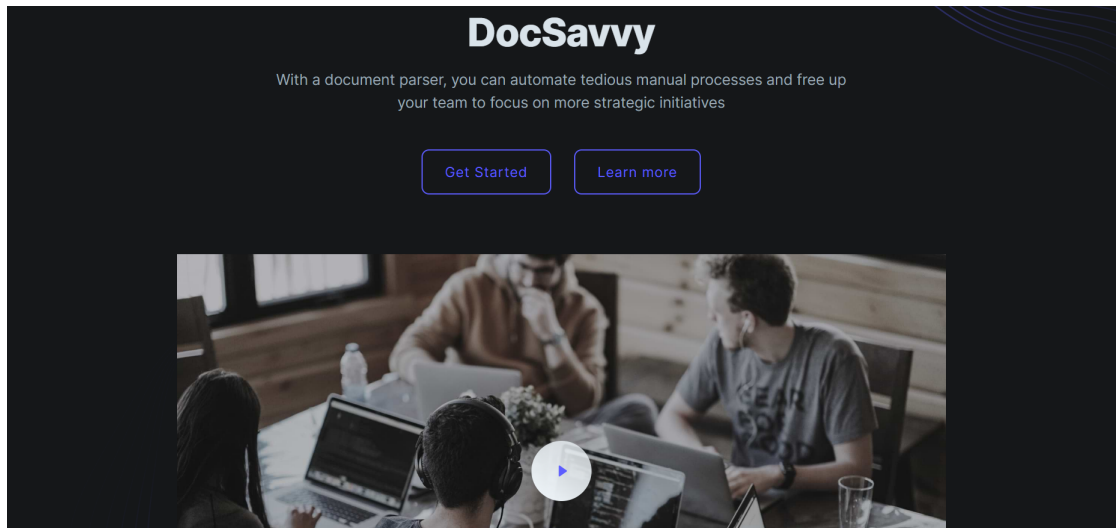 DocSavvy
With a document parser, you can automate tedious manual processes and free up
your team to focus on more strategic initiatives
Get Started
Learn more